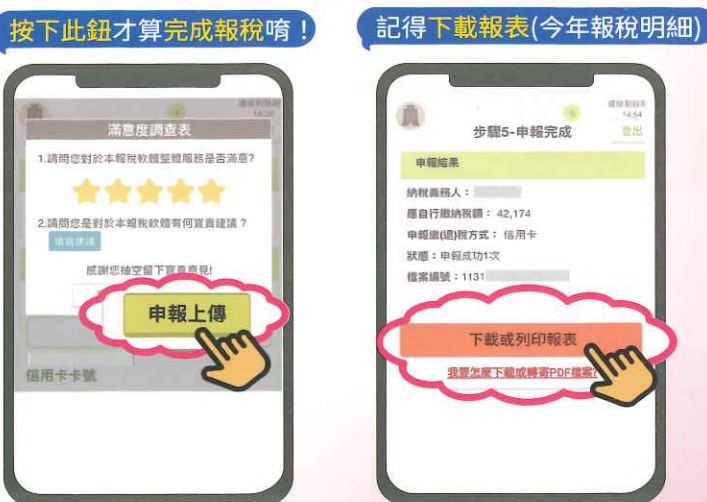 按下此鈕才算完成報稅唷！
滿意度調查表
1.請問您對於本報稅軟體整體服務是否滿意?
2.請問您是對於本報稅軟體有何寶貴建議？
填寫建議
感謝您抽空留下寶貴意見!
申報上傳
信用卡卡號
記得下載報表(今年報稅明細)
14:54
步驟5-申報完成
登出
申報結果
納稅義務人：
應自行繳納稅額： 42,174
申報繳(退)稅方式： 信用卡
狀態：申報成功1次
檔案編號：1131
下載或列印報表
我要怎麼下載或轉寄PDF檔案?